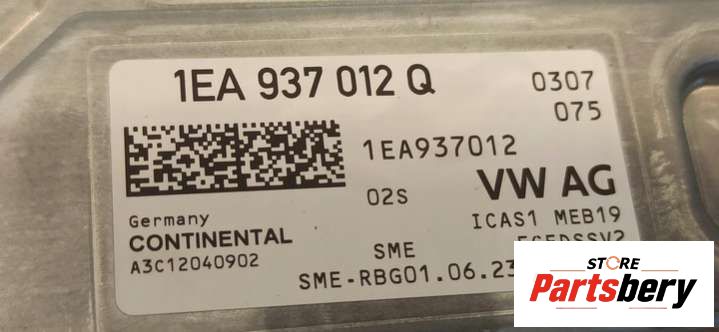 1EA 937 012 Q
0307
075
1EA937012
02S
VW AG
Germany
ICAS1 MEB19
CONTINENTAL
SME
A3C12040902
SME-RBG01.06.23
STORE
Partsbery